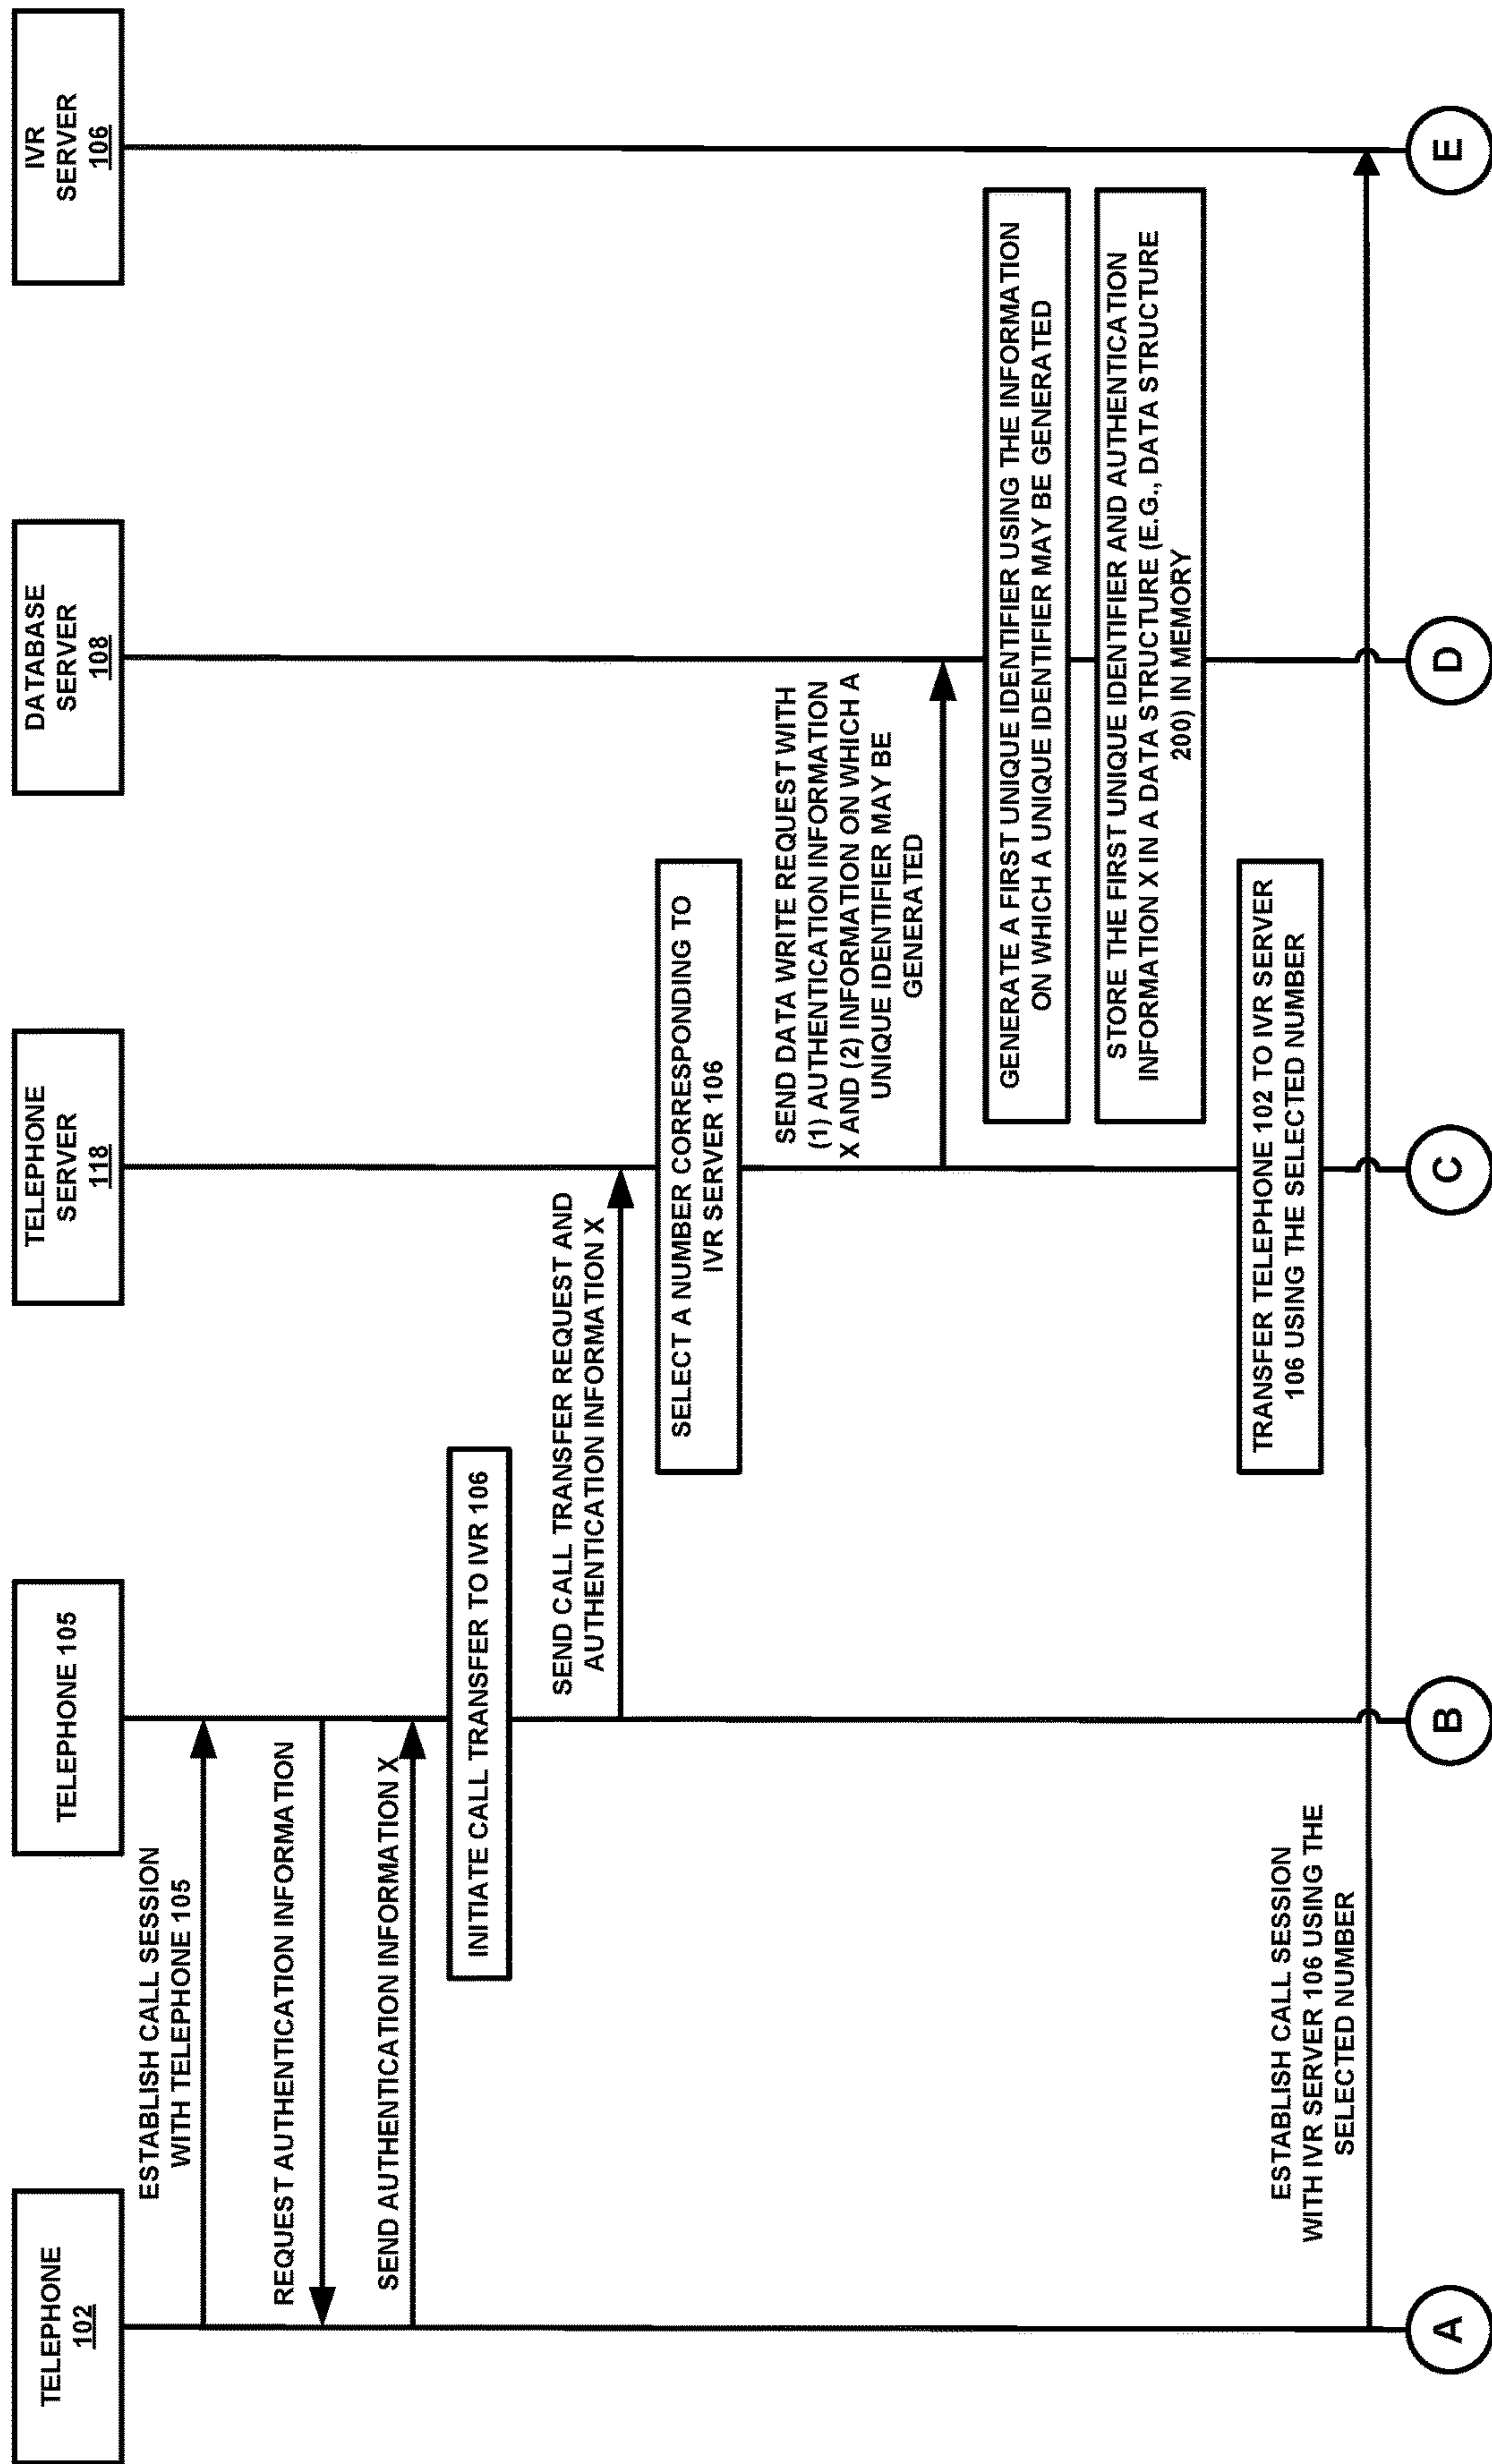 TELEPHONE
102
TELEPHONE 105
TELEPHONE
SERVER
118
DATABASE
SERVER
108
IVR
SERVER
106
ESTABLISH CALL SESSION
WITH TELEPHONE 105
REQUEST AUTHENTICATION INFORMATION
SEND AUTHENTICATION INFORMATION X
INITIATE CALL TRANSFER TO IVR 106
SEND CALL TRANSFER REQUEST AND
AUTHENTICATION INFORMATION X
SELECT A NUMBER CORRESPONDING TO
IVR SERVER 106
SEND DATA WRITE REQUEST WITH
(1) AUTHENTICATION INFORMATION
X AND (2) INFORMATION ON WHICH A
UNIQUE IDENTIFIER MAY BE
GENERATED
GENERATE A FIRST UNIQUE IDENTIFIER USING THE INFORMATION
ON WHICH A UNIQUE IDENTIFIER MAY BE GENERATED
STORE THE FIRST UNIQUE IDENTIFIER AND AUTHENTICATION
INFORMATION X IN A DATA STRUCTURE (E.G., DATA STRUCTURE
200) IN MEMORY
TRANSFER TELEPHONE 102 TO IVR SERVER
106 USING THE SELECTED NUMBER
ESTABLISH CALL SESSION
WITH IVR SERVER 106 USING THE
SELECTED NUMBER
A
B
C
D
E